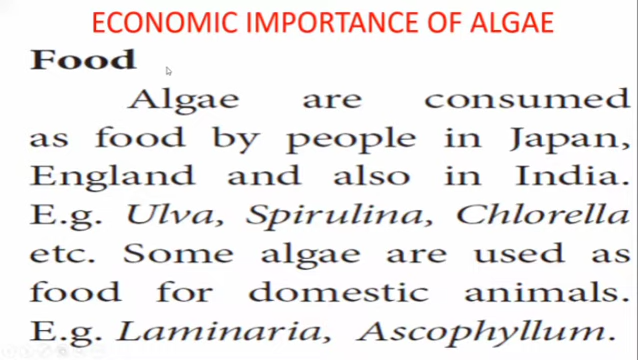 ECONOMIC IMPORTANCE OF ALGAE
Food
Algae are consumed
as food by people in Japan,
England and also in India.
E.g. Ulva, Spirulina, Chlorella
etc. Some algae are used as
food for domestic animals.
E.g. Laminaria, Ascophyllum.